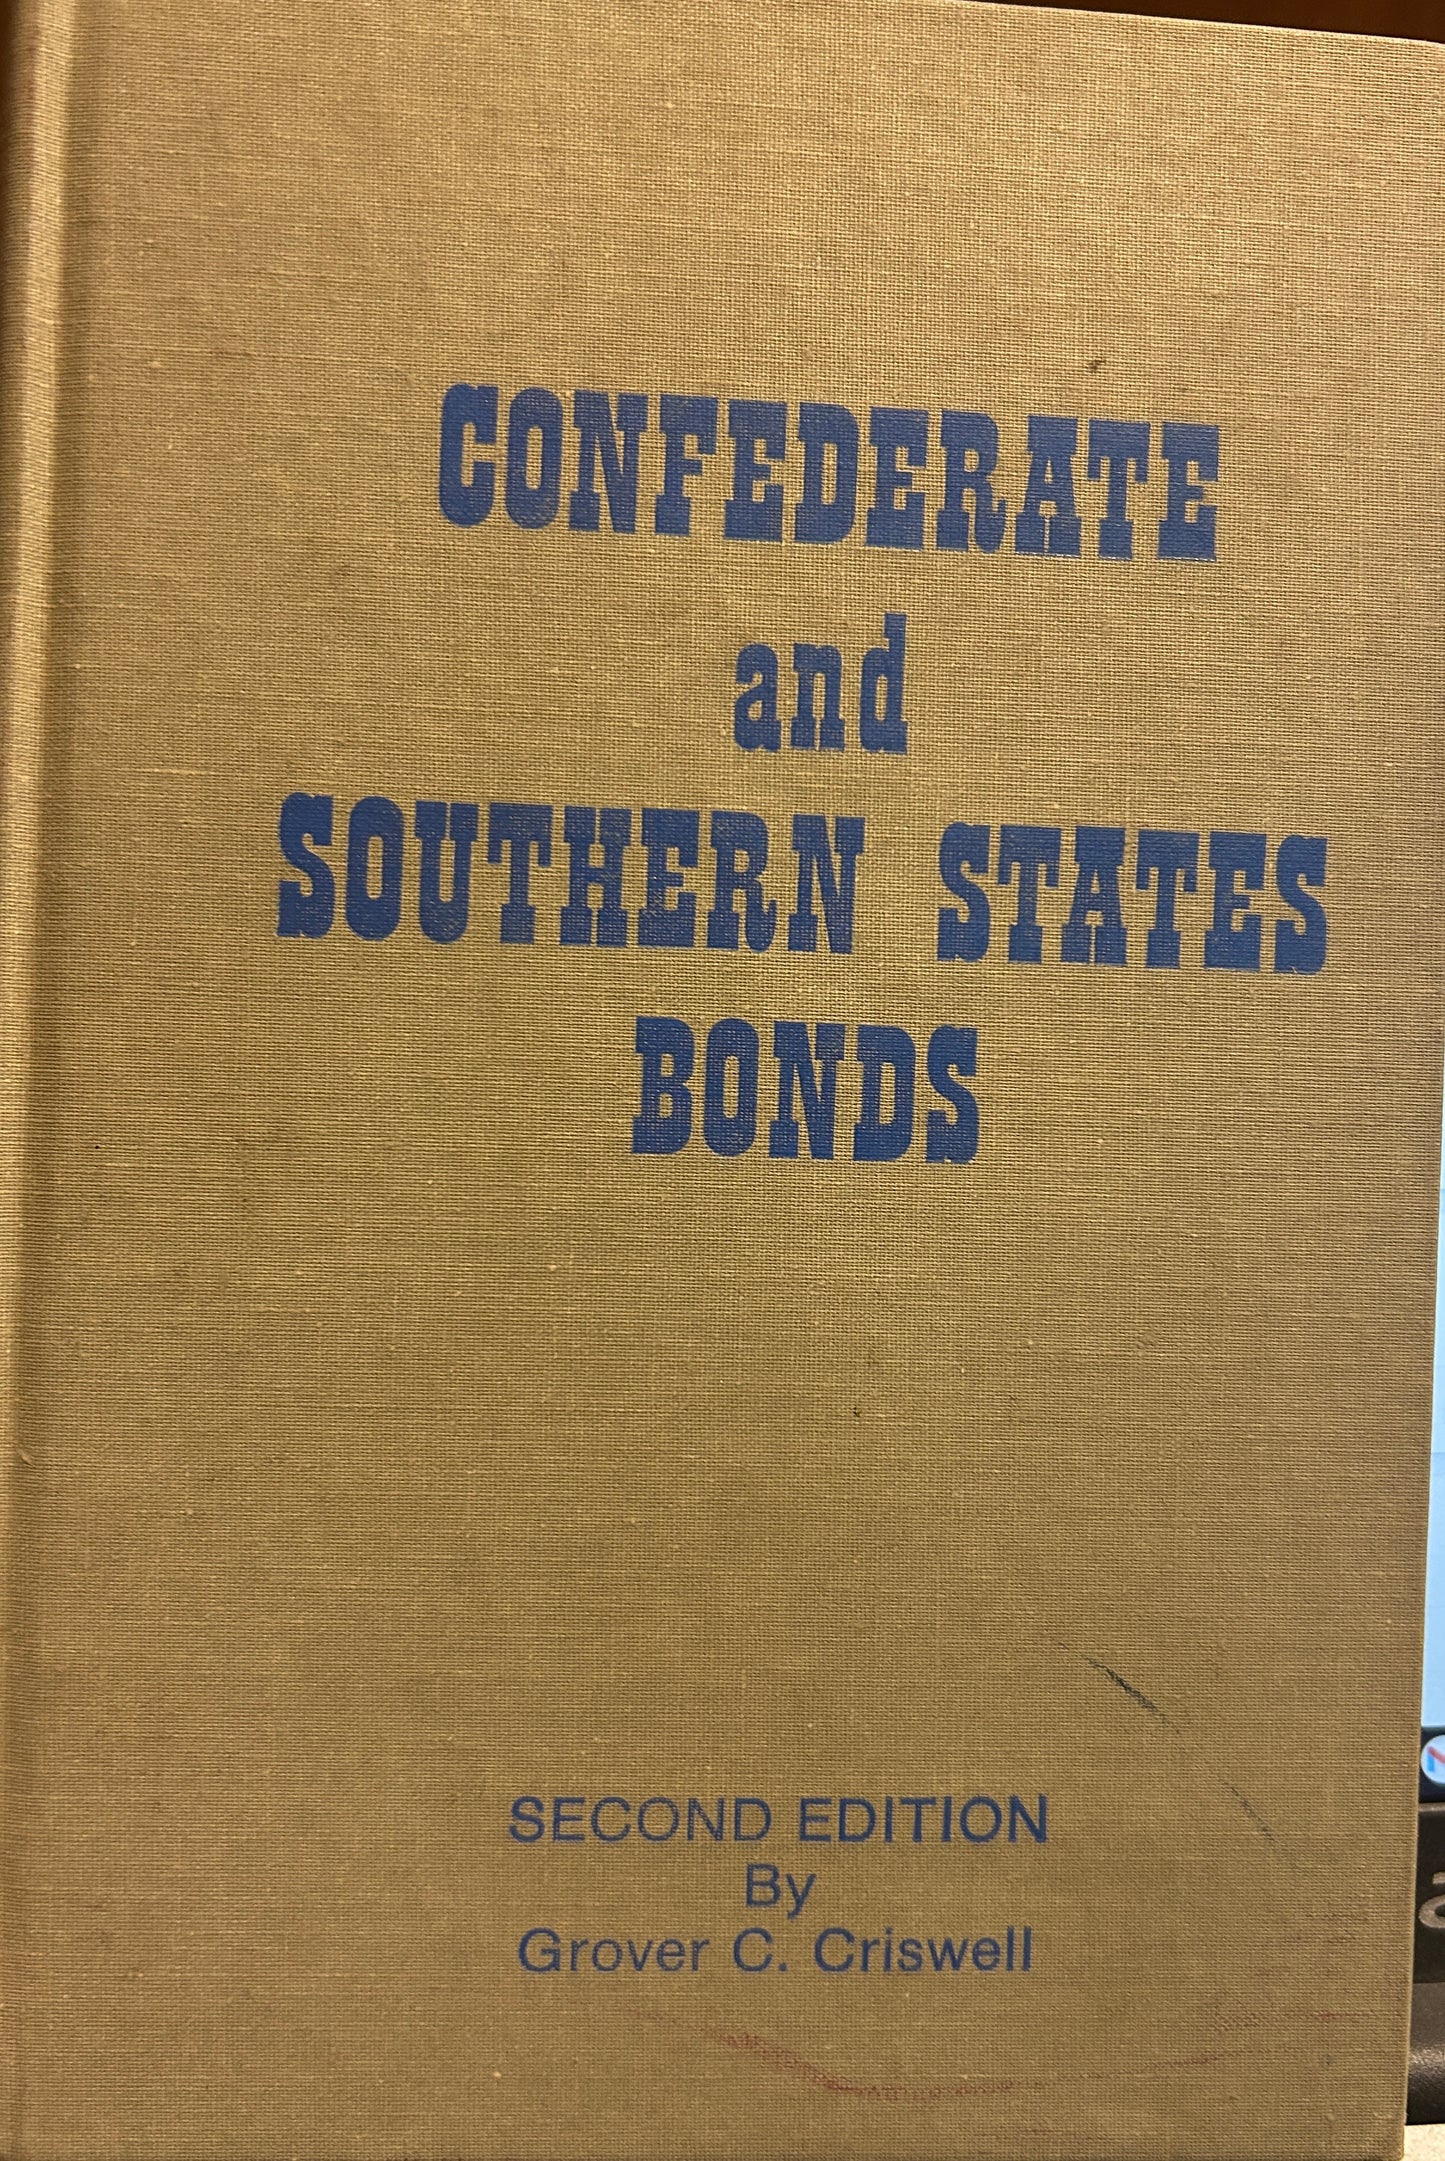 CONFEDERATE
and
SOUTHERN STATES
BONDS
SECOND EDITION
By
Grover C. Criswell